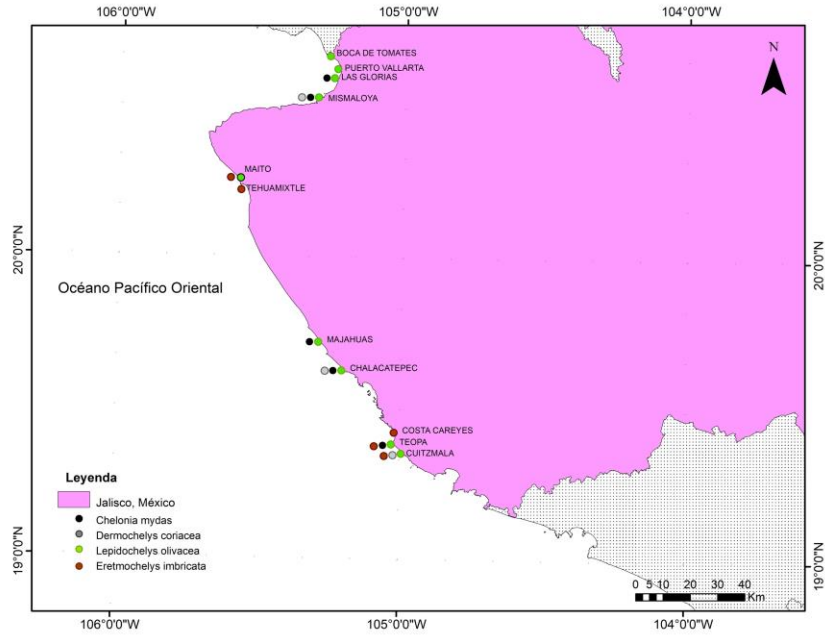 106°0'0"W 105°0'0"W 104°0'0"W
N
BOCA DE TOMATES
PUERTO VALLARTA
LAS GLORIAS
MISMALOYA
MAITO
TEHUAMIXTLE
20°0'0"N 20°0'0"N
Océano Pacífico Oriental
MAJAHUAS
CHALACATEPEC
COSTA CAREYES
TEOPA
CUITZMALA
Leyenda
Jalisco, México
Chelonia mydas
Dermochelys coriacea
Lepidochelys olivacea
Eretmochelys imbricata
19°0'0"N 19°0'0"N
0 5 10 20 30 40
Km
106°0'0"W 105°0'0"W 104°0'0"W